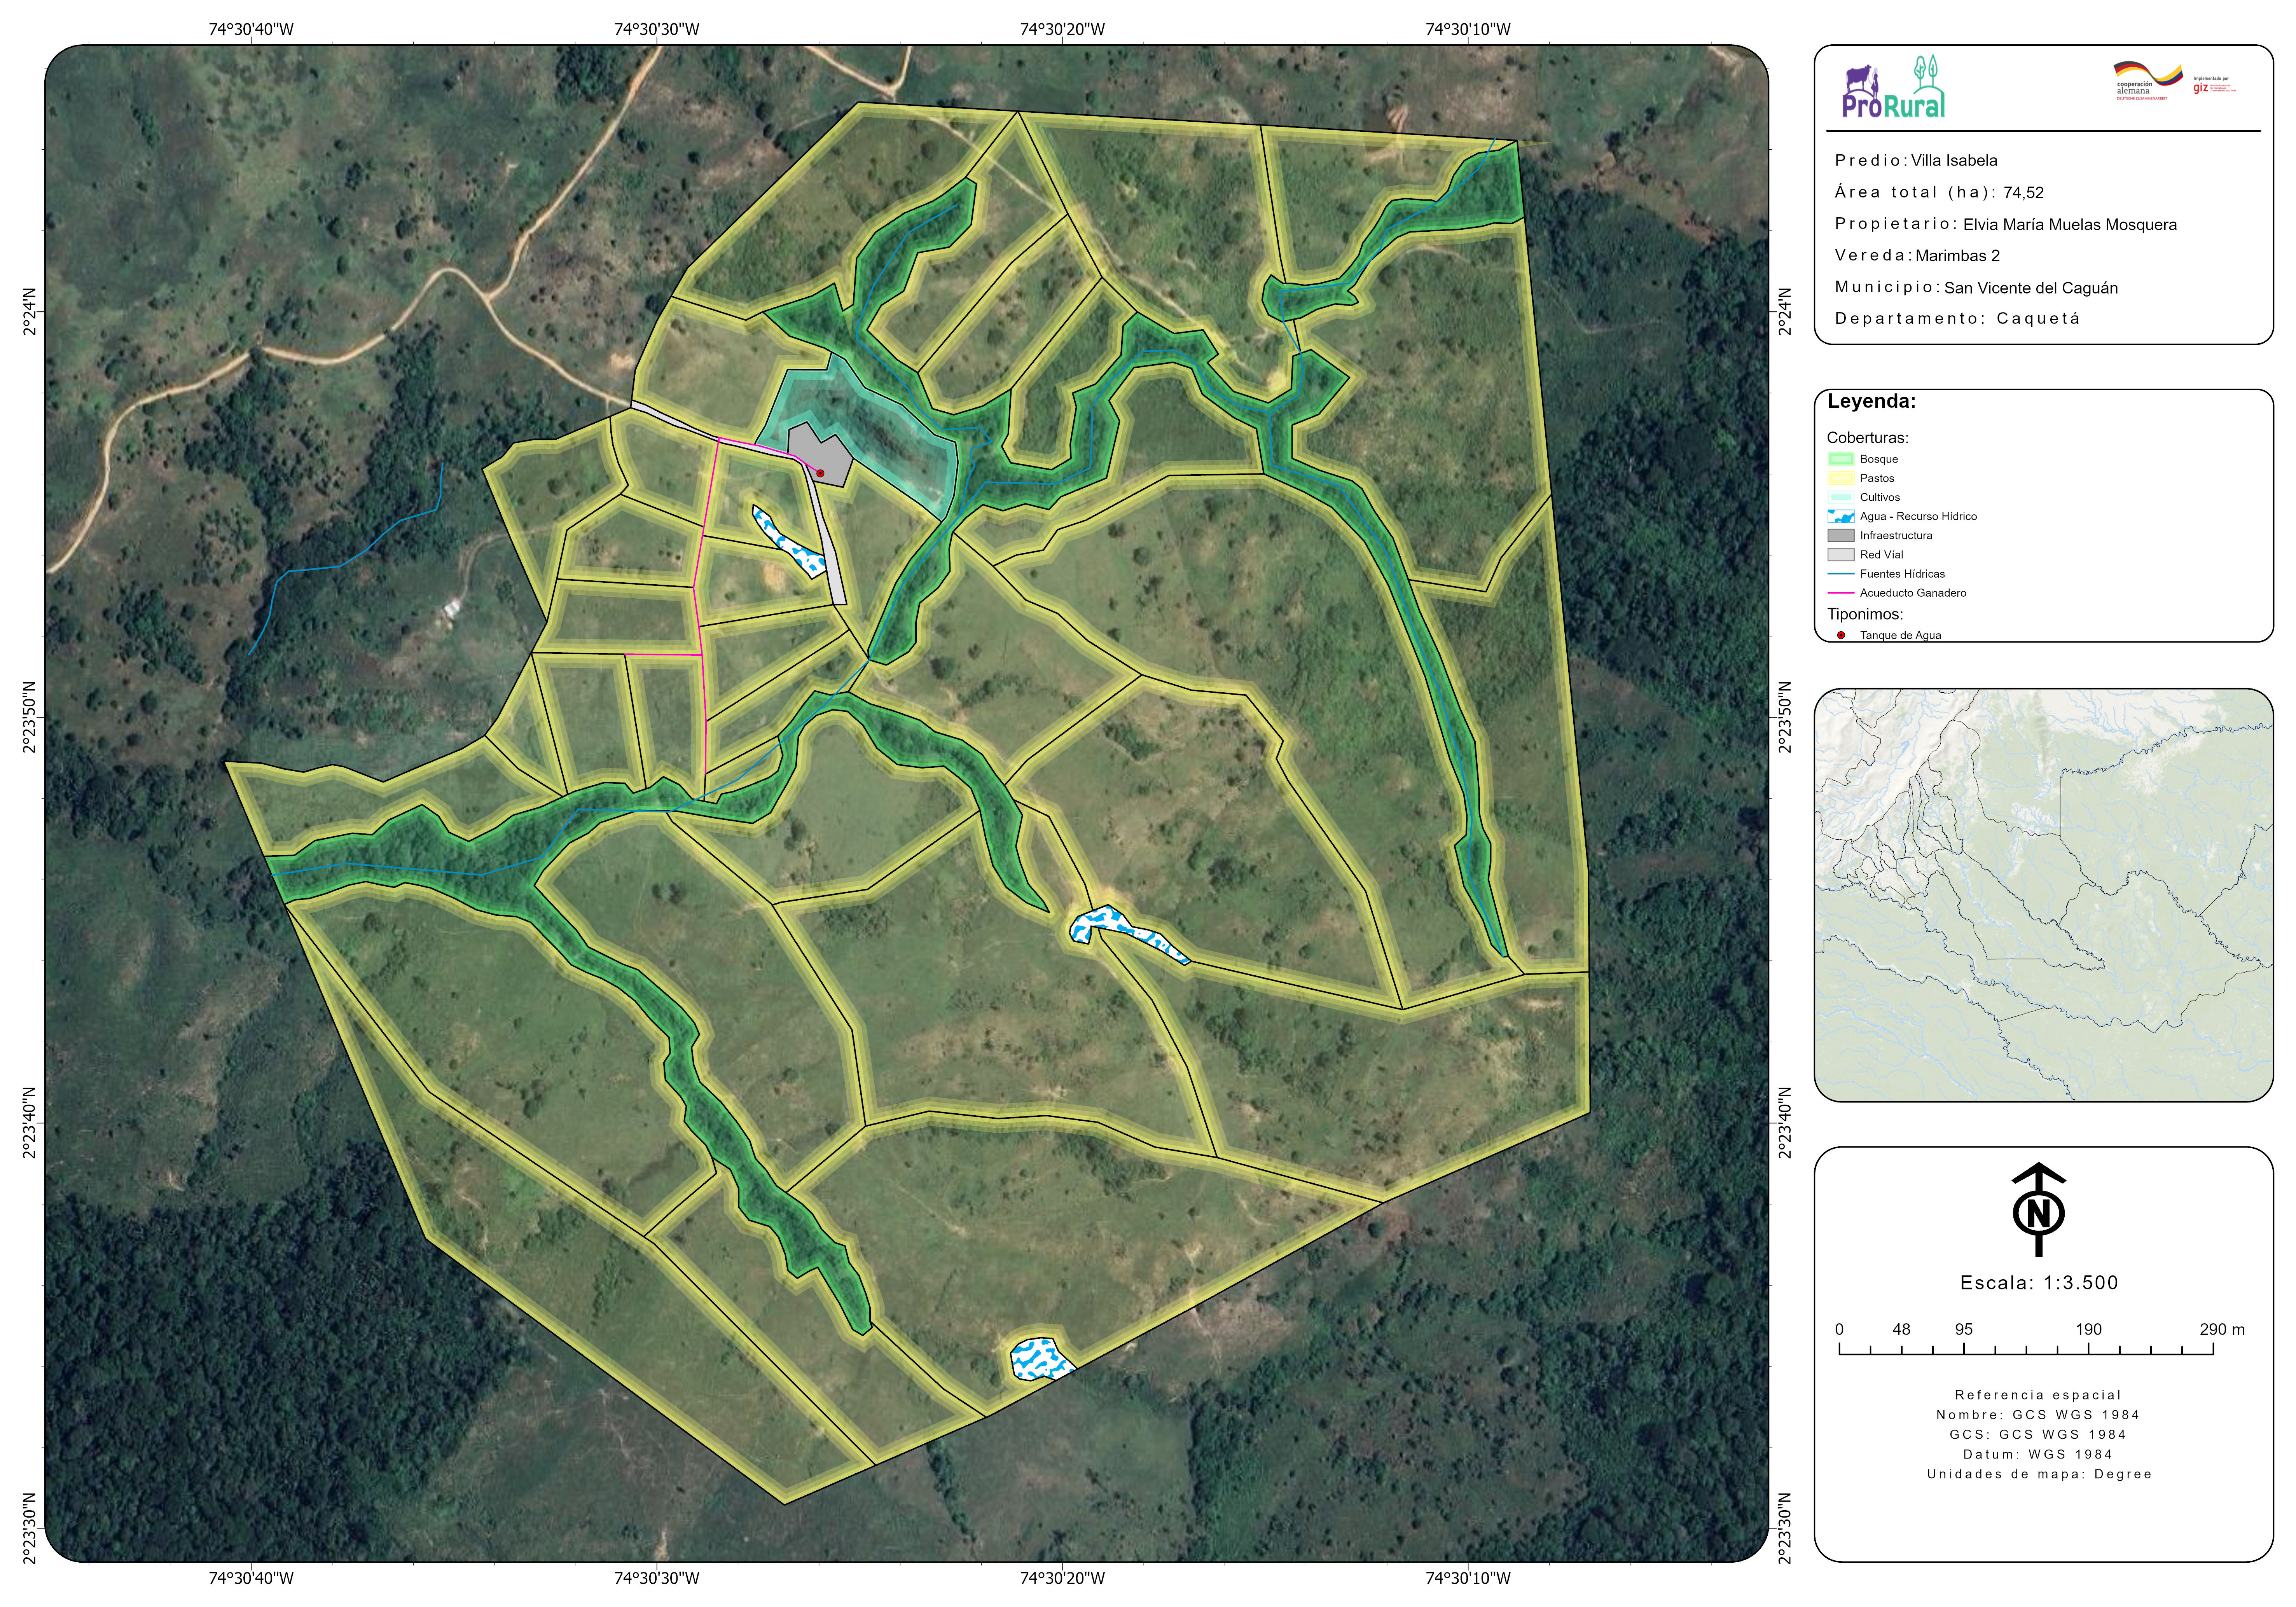 74°30'40"W 74°30'30"W 74°30'20"W 74°30'10"W
2°24'N
2°23'50"N
2°23'40"N
2°23'30"N
2°24'N
2°23'50"N
2°23'40"N
2°23'30"N
74°30'40"W 74°30'30"W 74°30'20"W 74°30'10"W
ProRural
cooperación
alemana
DEUTSCHE ZUSAMMENARBEIT
Implementada por
giz
Predio: Villa Isabela
Área total (ha): 74,52
Propietario: Elvia María Muelas Mosquera
Vereda: Marimbas 2
Municipio: San Vicente del Caguán
Departamento: Caquetá
Leyenda:
Coberturas:
Bosque
Pastos
Cultivos
Agua - Recurso Hídrico
Infraestructura
Red Víal
Fuentes Hídricas
Acueducto Ganadero
Tiponimos:
Tanque de Agua
N
Escala: 1:3.500
0 48 95 190 290 m
Referencia espacial
Nombre: GCS WGS 1984
GCS: GCS WGS 1984
Datum: WGS 1984
Unidades de mapa: Degree